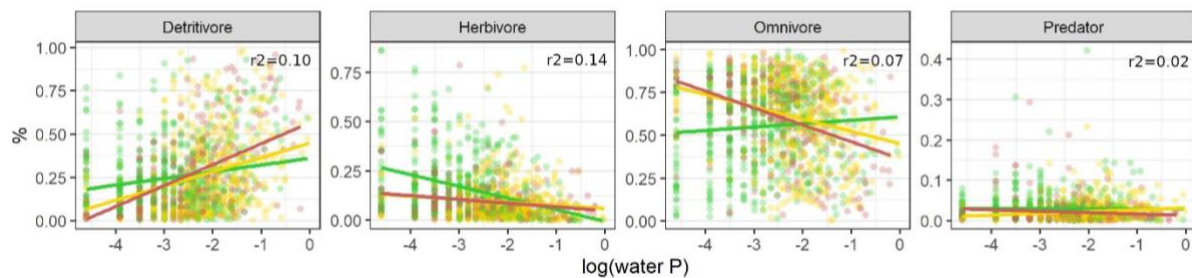 Detritivore
Herbivore
Omnivore
Predator
r2=0.10
r2=0.14
r2=0.07
r2=0.02
%
1.00
0.75
0.50
0.25
0.00
0.75
0.50
0.25
0.00
1.00
0.75
0.50
0.25
0.00
0.4
0.3
0.2
0.1
0.0
-4 -3 -2 -1 0
-4 -3 -2 -1 0
-4 -3 -2 -1 0
-4 -3 -2 -1 0
log(water P)